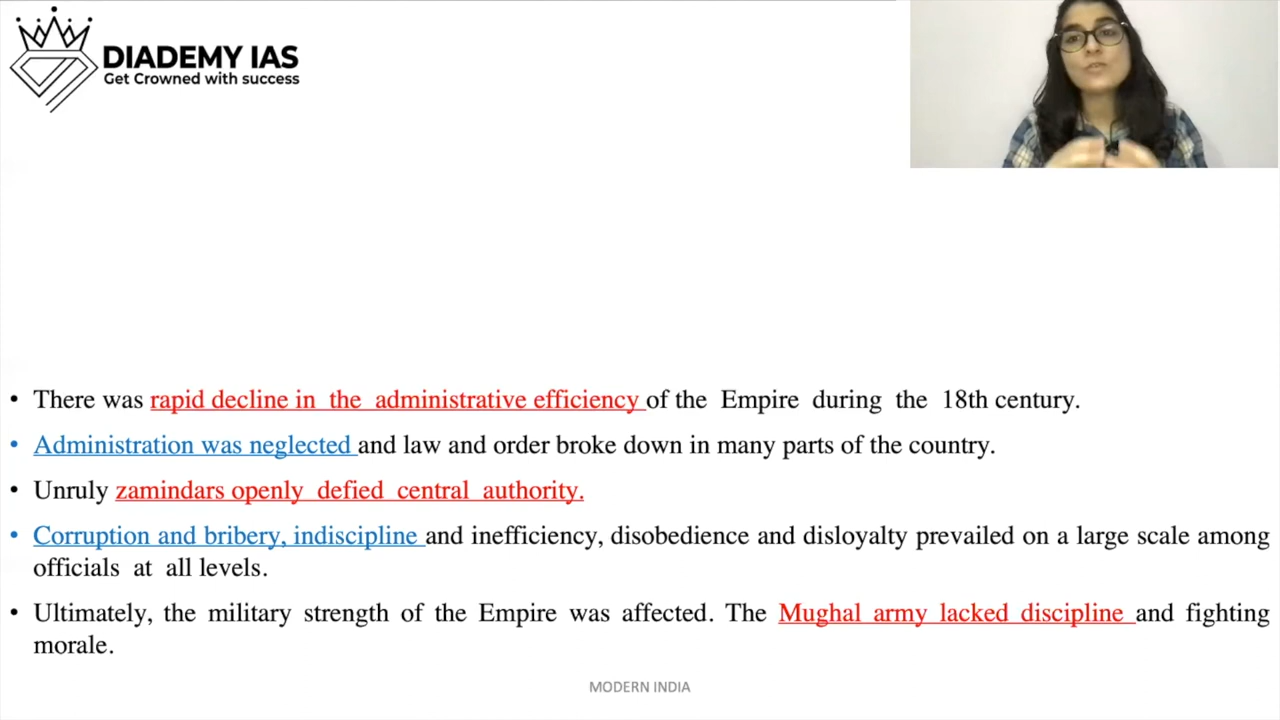 DIADEMY IAS
Get Crowned with success
• There was rapid decline in the administrative efficiency of the Empire during the 18th century.
• Administration was neglected and law and order broke down in many parts of the country.
• Unruly zamindars openly defied central authority.
• Corruption and bribery, indiscipline and inefficiency, disobedience and disloyalty prevailed on a large scale among
officials at all levels.
• Ultimately, the military strength of the Empire was affected. The Mughal army lacked discipline and fighting
morale.
MODERN INDIA